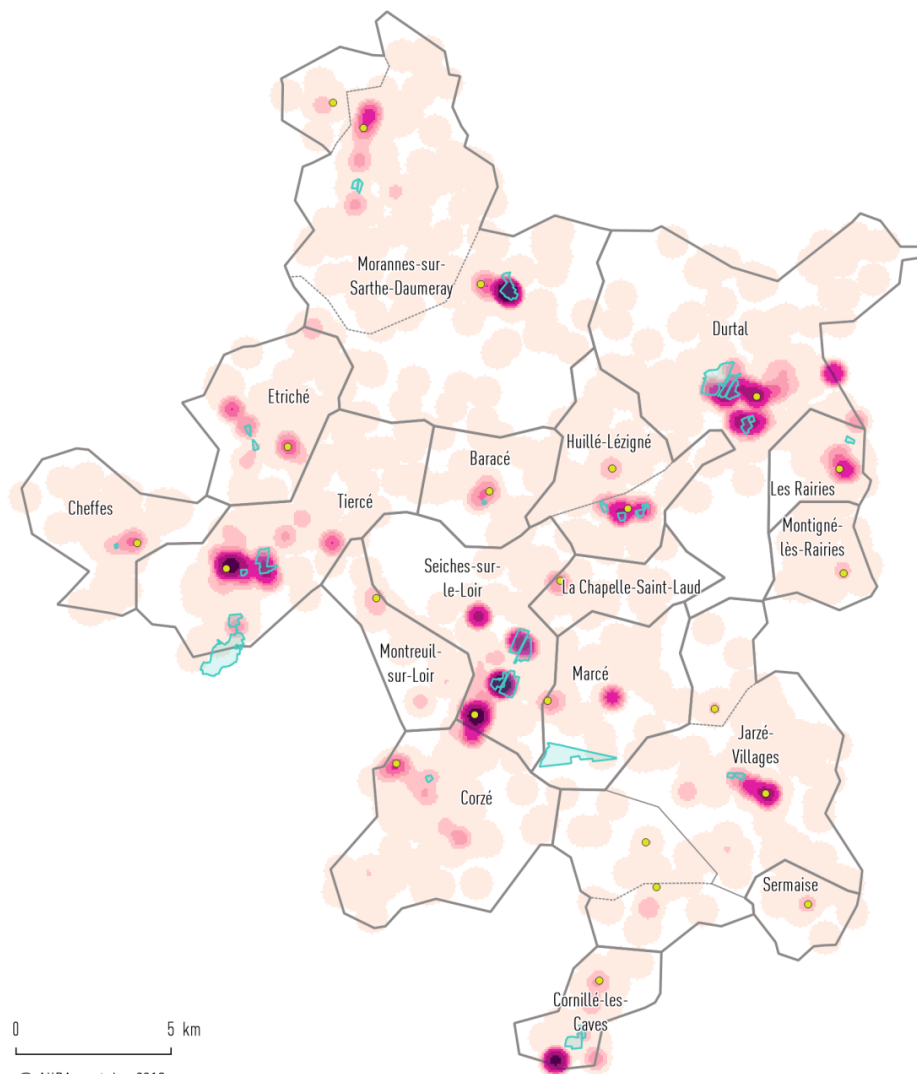 Morannes-sur-
Sarthe-Daumeray
Durtal
Etriché
Huillé-Lézigné
Baracé
Les Rairies
Cheffes
Tiercé
Montigné-
lès-Rairies
Seiches-sur-
le-Loir
La Chapelle-Saint-Laud
Montreuil-
sur-Loir
Marcé
Jarzé-
Villages
Corzé
Sermaise
Cornillé-les-
Caves
0 5 km